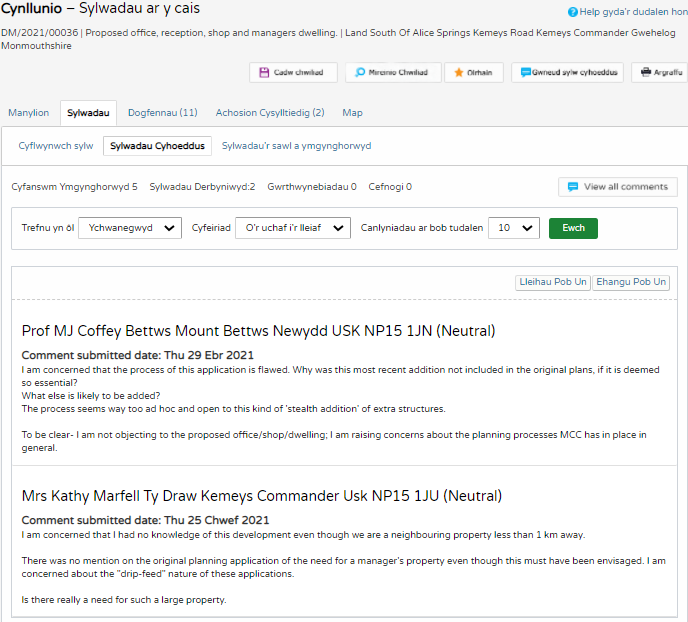 Cynllunio – Sylwadau ar y cais
Help gyda'r dudalen hon
DM/2021/00036 | Proposed office, reception, shop and managers dwelling. | Land South Of Alice Springs Kemeys Road Kemeys Commander Gwehelog
Monmouthshire
Cadw chwiliad
Mireinio Chwiliad
Olrhain
Gwneud sylw cyhoeddus
Argraffu
Manylion
Sylwadau
Dogfennau (11)
Achosion Cysylltiedig (2)
Map
Cyflwynwch sylw
Sylwadau Cyhoeddus
Sylwadau'r sawl a ymgynghorwyd
Cyfanswm Ymgynghorwyd 5 Sylwadau Derbyniwyd:2 Gwrthwynebiadau 0 Cefnogi 0
View all comments
Trefnu yn ôl Ychwanegwyd Cyfeiriad O'r uchaf i'r lleiaf Canlyniadau ar bob tudalen 10 Ewch
Lleihau Pob Un Ehangu Pob Un
Prof MJ Coffey Bettws Mount Bettws Newydd USK NP15 1JN (Neutral)
Comment submitted date: Thu 29 Ebr 2021
I am concerned that the process of this application is flawed. Why was this most recent addition not included in the original plans, if it is deemed
so essential?
What else is likely to be added?
The process seems way too ad hoc and open to this kind of 'stealth addition' of extra structures.
To be clear- I am not objecting to the proposed office/shop/dwelling; I am raising concerns about the planning processes MCC has in place in
general.
Mrs Kathy Marfell Ty Draw Kemeys Commander Usk NP15 1JU (Neutral)
Comment submitted date: Thu 25 Chwef 2021
I am concerned that I had no knowledge of this development even though we are a neighbouring property less than 1 km away.
There was no mention on the original planning application of the need for a manager's property even though this must have been envisaged. I am
concerned about the "drip-feed" nature of these applications.
Is there really a need for such a large property.